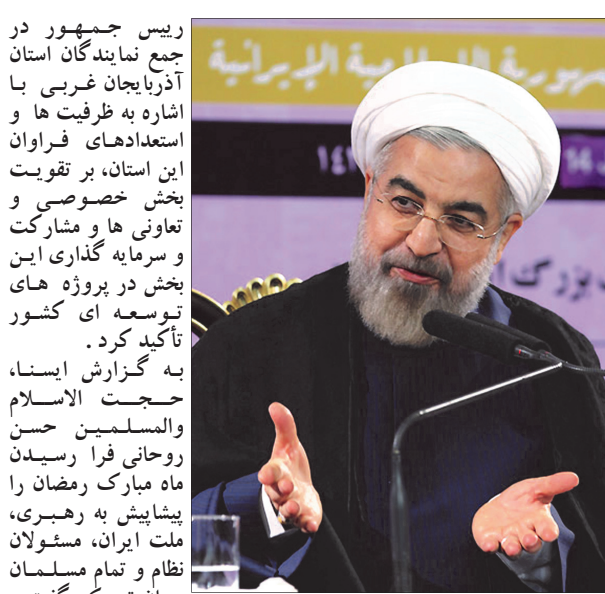 رییس جمهور در
جمع نمایندگان استان
آذربایجان غربی با
اشاره به ظرفیت ها و
استعدادهای فراوان
این استان، بر تقویت
بخش خصوصی و
تعاونی ها و مشارکت
و سرمایه گذاری این
بخش در پروژه های
توسعه ای کشور
تأکید کرد .
به گزارش ایسنا،
حجت الاسلام
والمسلمین حسن
روحانی فرا رسیدن
ماه مبارک رمضان را
پیشاپیش به رهبری،
ملت ایران، مسئولان
نظام و تمام مسلمان
الإسلامية الإيرانية
14
بزرگ